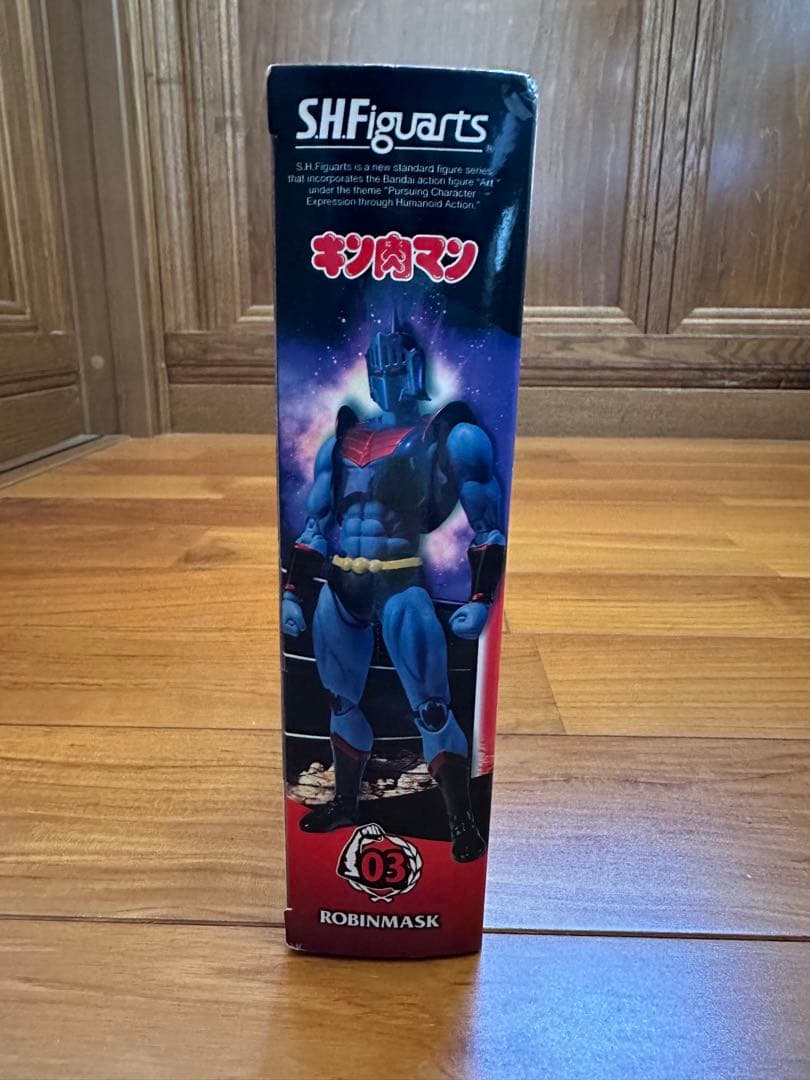 S.H.Figuarts
S.H.Figuarts is a new standard figure series
that incorporates the Bandai action figure "Art"
under the theme "Pursuing Character
Expression through Humanoid Action."
キン肉マン
03
ROBINMASK